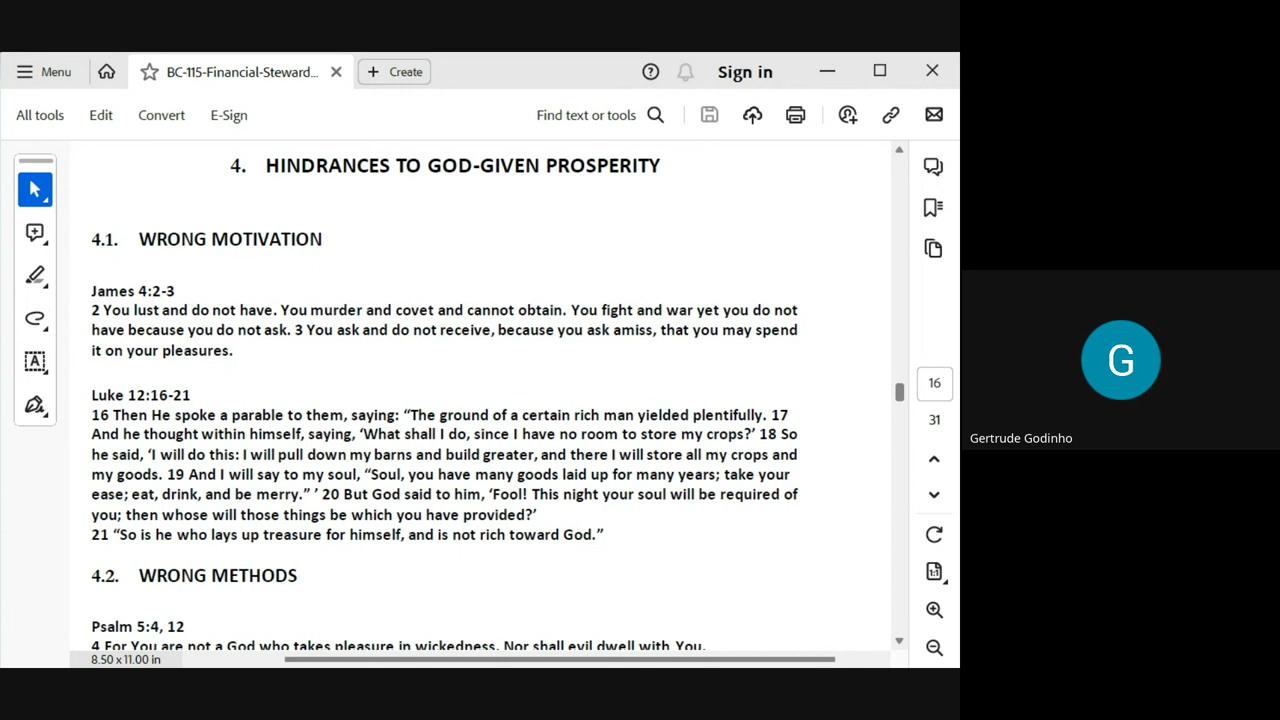 Menu
BC-115-Financial-Steward...
Create
Sign in
All tools
Edit
Convert
E-Sign
Find text or tools
4. HINDRANCES TO GOD-GIVEN PROSPERITY
4.1. WRONG MOTIVATION
James 4:2-3
2 You lust and do not have. You murder and covet and cannot obtain. You fight and war yet you do not
have because you do not ask. 3 You ask and do not receive, because you ask amiss, that you may spend
it on your pleasures.
Luke 12:16-21
16 Then He spoke a parable to them, saying: “The ground of a certain rich man yielded plentifully. 17
And he thought within himself, saying, ‘What shall I do, since I have no room to store my crops?’ 18 So
he said, ‘I will do this: I will pull down my barns and build greater, and there I will store all my crops and
my goods. 19 And I will say to my soul, “Soul, you have many goods laid up for many years; take your
ease; eat, drink, and be merry.” ’ 20 But God said to him, ‘Fool! This night your soul will be required of
you; then whose will those things be which you have provided?’
21 “So is he who lays up treasure for himself, and is not rich toward God.”
4.2. WRONG METHODS
Psalm 5:4, 12
4 For You are not a God who takes pleasure in wickedness, Nor shall evil dwell with You.
8.50 x 11.00 in
16
31
1:1
G
Gertrude Godinho